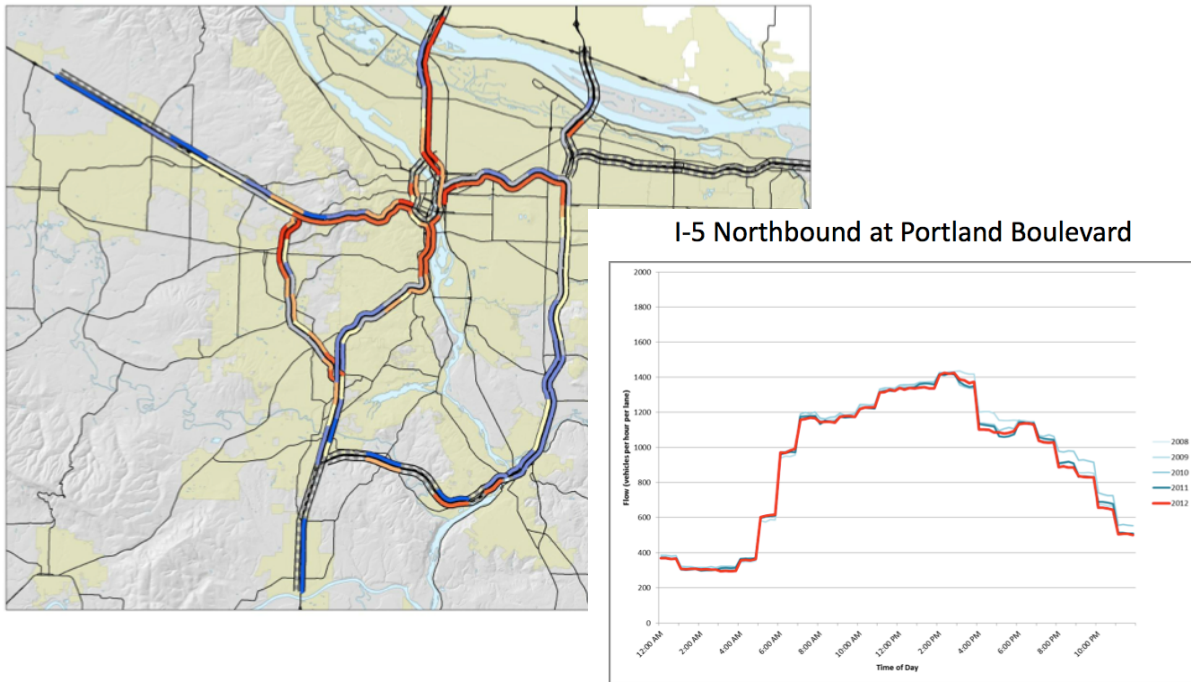 I-5 Northbound at Portland Boulevard
2000
1800
1600
1400
1200
1000
800
600
400
200
0
Flow (vehicles per hour per lane)
12:00 AM
2:00 AM
4:00 AM
6:00 AM
8:00 AM
10:00 AM
12:00 PM
2:00 PM
4:00 PM
6:00 PM
8:00 PM
10:00 PM
Time of Day
2008
2009
2010
2011
2012